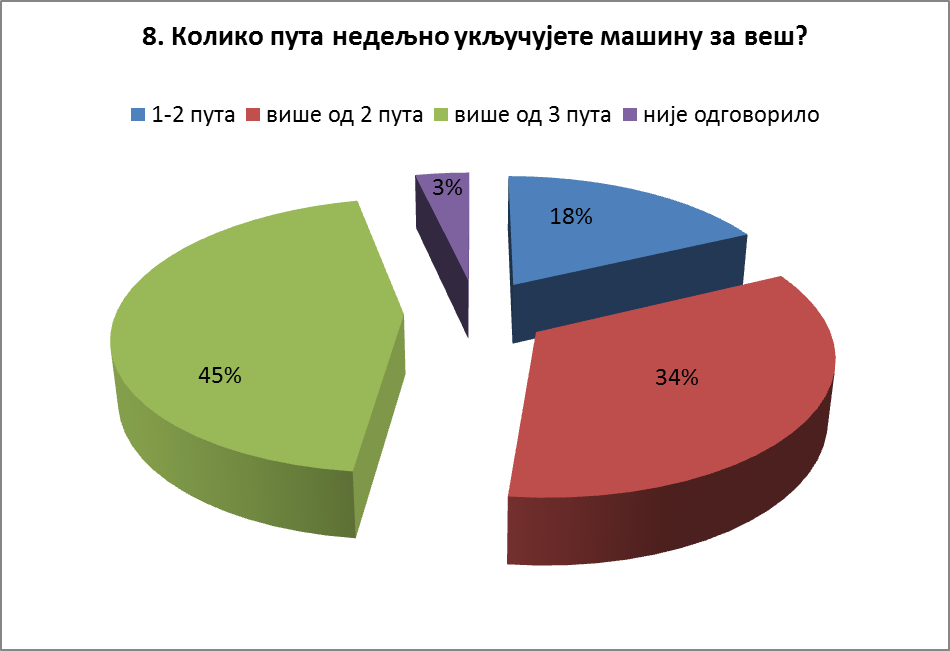 8. Колико пута недељно укључујете машину за веш?
1-2 пута више од 2 пута више од 3 пута није одговорило
3%
18%
45%
34%